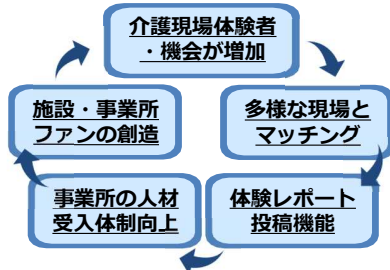 介護現場体験者
・機会が増加
施設・事業所
ファンの創造
多様な現場と
マッチング
事業所の人材
受入体制向上
体験レポート
投稿機能